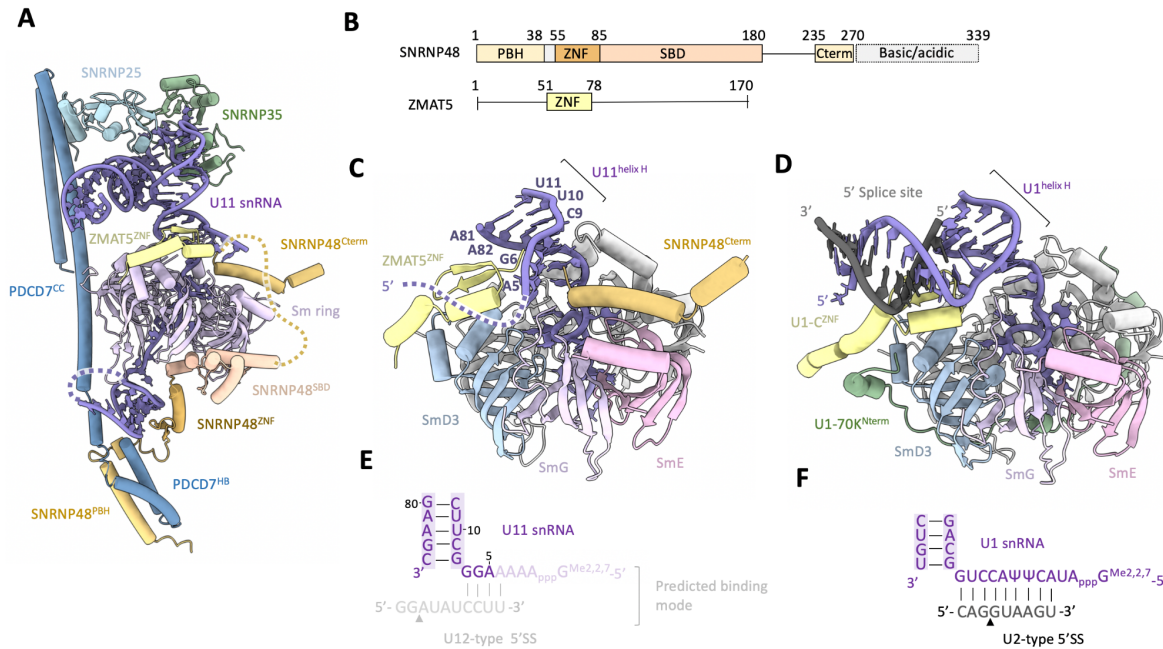 A
SNRNP25
SNRNP35
U11 snRNA
ZMAT5ZNF
SNRNP48Cterm
PDCD7CC
Sm ring
SNRNP48SBD
SNRNP48ZNF
PDCD7HB
SNRNP48PBH
B
1 38 55 85 180 235 270 339
SNRNP48 PBH ZNF SBD Cterm Basic/acidic
1 51 78 170
ZMAT5 ZNF
C
U11helix H
U11
U10
C9
A81
A82
G6
A5
ZMAT5ZNF
5’
SNRNP48Cterm
SmD3
SmG
SmE
D
U1helix H
5’ Splice site
3’
5’
5’
U1-CZNF
U1-70KNterm
SmD3
SmG
SmE
E
80- G C
A U
A U -10
G C
C G
U11 snRNA
5
3’ GGAAAAApppGMe2,2,7-5’
5’- GGAUAUCCUU -3’
U12-type 5’SS
Predicted binding
mode
F
C G
U A
G C
U G
U1 snRNA
3’ GUCCAΨΨCAUApppGMe2,2,7-5’
5’- CAGGUAAGU -3’
U2-type 5’SS